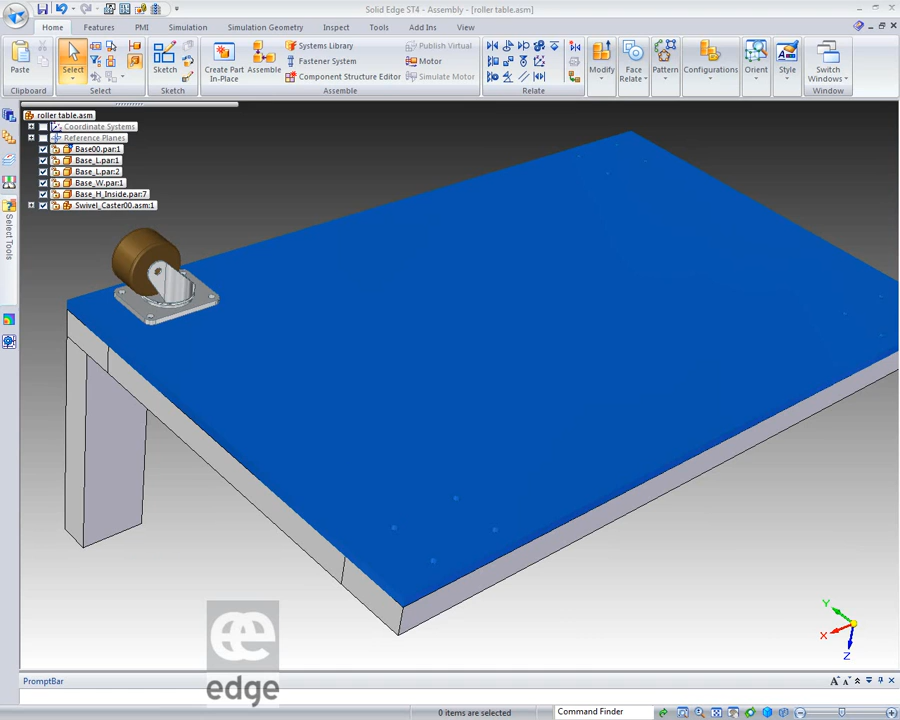 Solid Edge ST4 - Assembly - [roller table.asm]
Home Features PMI Simulation Simulation Geometry Inspect Tools Add Ins View
Paste
Clipboard
Select
Select
Sketch
Sketch
Create Part
In-Place
Assemble
Systems Library
Fastener System
Component Structure Editor
Publish Virtual
Motor
Simulate Motor
Assemble
Relate
Modify
Face
Relate
Pattern
Configurations
Orient
Style
Switch
Windows
Window
roller table.asm
Coordinate Systems
Reference Planes
Base00.par:1
Base_L.par:1
Base_L.par:2
Base_W.par:1
Base_H_Inside.par:7
Swivel_Caster00.asm:1
Select Tools
Y
X
Z
edge
PromptBar
0 items are selected
Command Finder